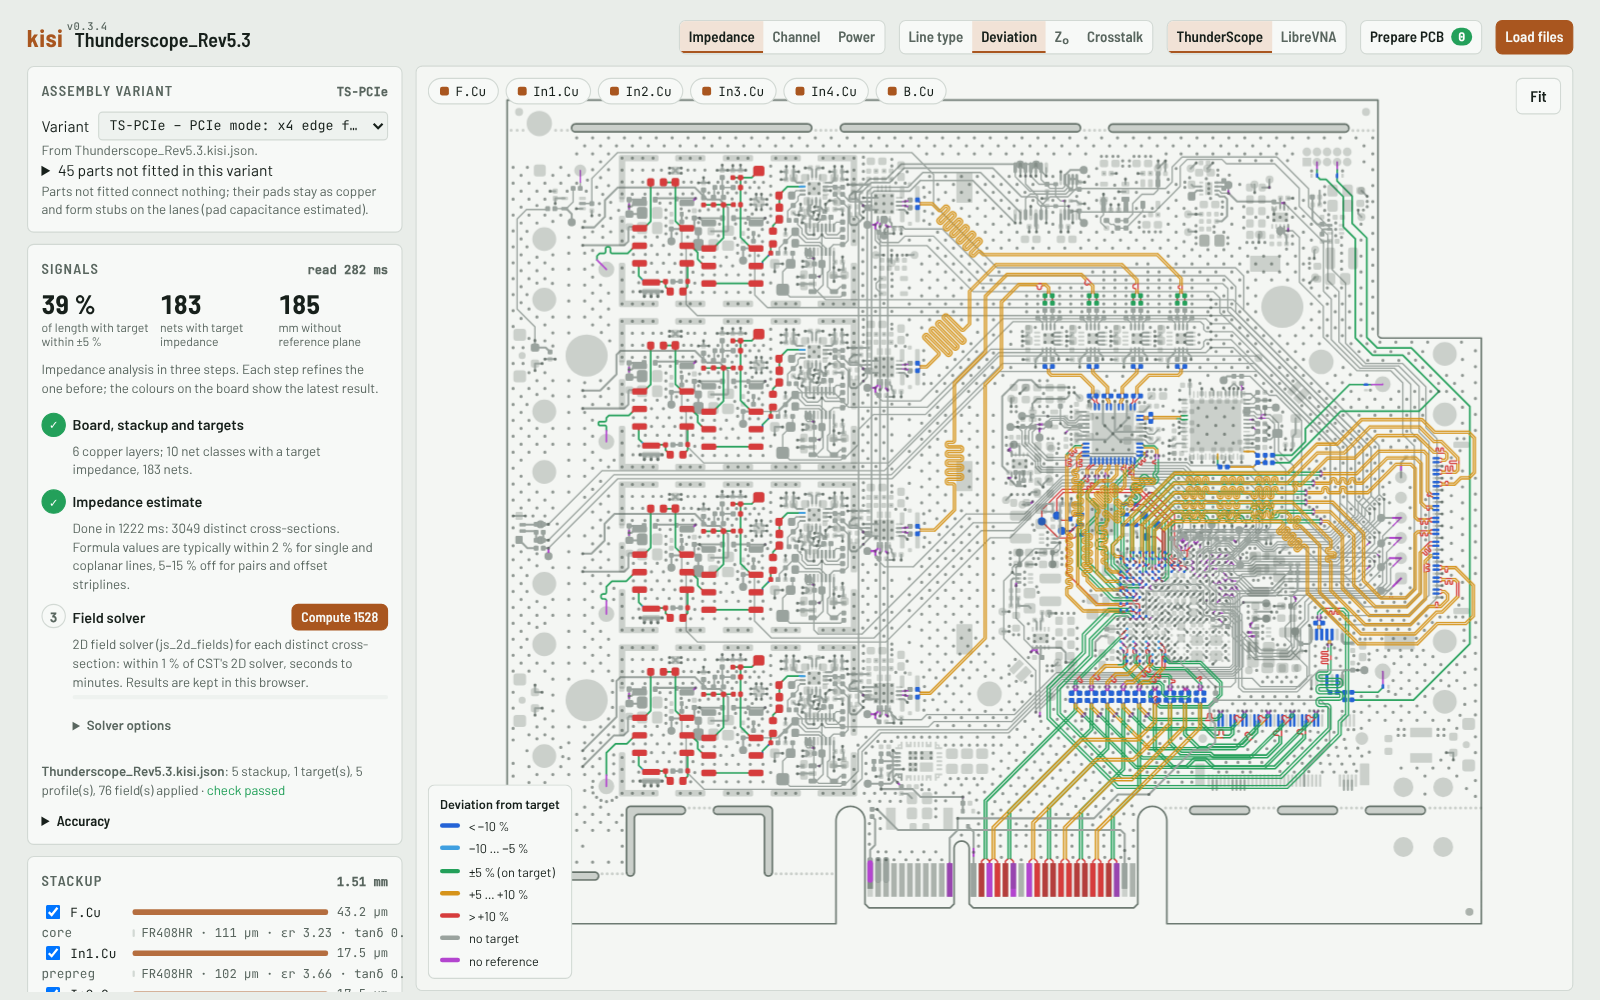 kisi v0.3.4
Thunderscope_Rev5.3
Impedance Channel Power
Line type Deviation Zo Crosstalk
ThunderScope LibreVNA
Prepare PCB 0
Load files
ASSEMBLY VARIANT TS-PCIe
Variant TS-PCIe – PCIe mode: x4 edge f…
From Thunderscope_Rev5.3.kisi.json.
▶ 45 parts not fitted in this variant
Parts not fitted connect nothing; their pads stay as copper
and form stubs on the lanes (pad capacitance estimated).
SIGNALS read 282 ms
39 % 183 185
of length with target nets with target mm without
within ±5 % impedance reference plane
Impedance analysis in three steps. Each step refines the
one before; the colours on the board show the latest result.
✓ Board, stackup and targets
6 copper layers; 10 net classes with a target
impedance, 183 nets.
✓ Impedance estimate
Done in 1222 ms: 3049 distinct cross-sections.
Formula values are typically within 2 % for single and
coplanar lines, 5–15 % off for pairs and offset
striplines.
3 Field solver Compute 1528
2D field solver (js_2d_fields) for each distinct cross-
section: within 1 % of CST's 2D solver, seconds to
minutes. Results are kept in this browser.
▶ Solver options
Thunderscope_Rev5.3.kisi.json: 5 stackup, 1 target(s), 5
profile(s), 76 field(s) applied · check passed
▶ Accuracy
STACKUP 1.51 mm
F.Cu 43.2 µm
core FR408HR · 111 µm · εr 3.23 · tanδ 0.
In1.Cu 17.5 µm
prepreg FR408HR · 102 µm · εr 3.66 · tanδ 0.
F.Cu In1.Cu In2.Cu In3.Cu In4.Cu B.Cu
Fit
Deviation from target
< −10 %
−10 … −5 %
±5 % (on target)
+5 … +10 %
> +10 %
no target
no reference